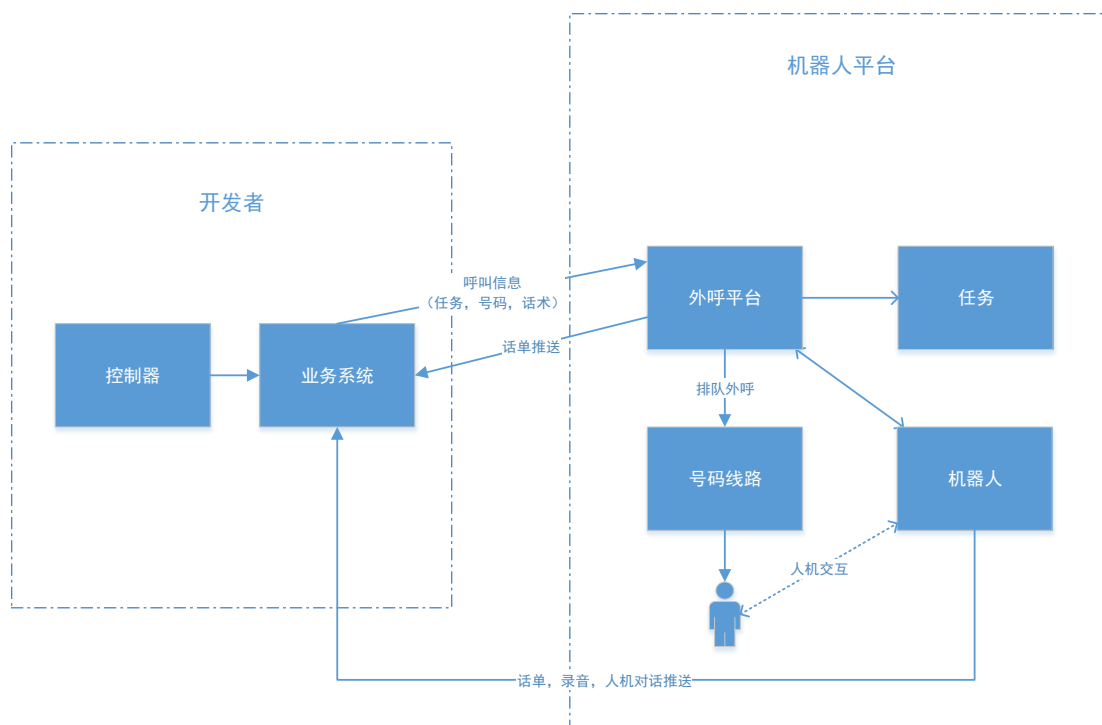 机器人平台
开发者
呼叫信息
（任务，号码，话术）
外呼平台
任务
话单推送
控制器
业务系统
排队外呼
号码线路
机器人
人机交互
话单，录音，人机对话推送